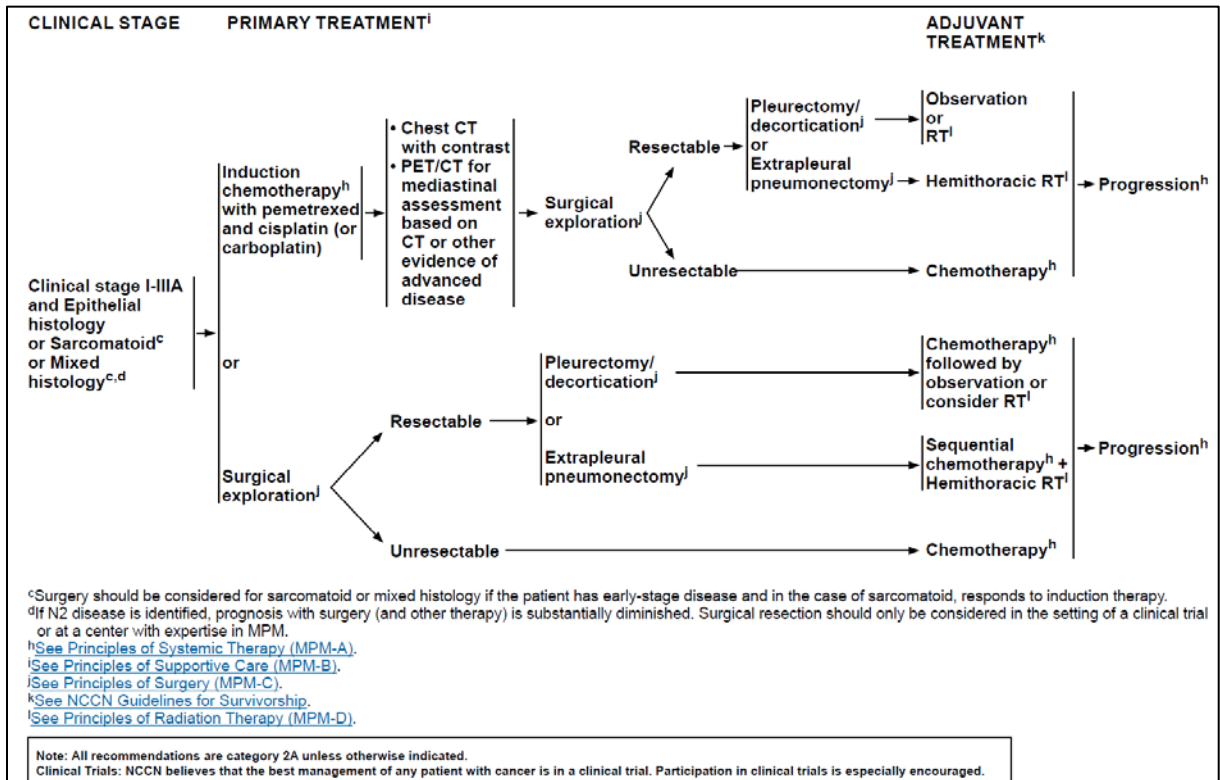 CLINICAL STAGE
PRIMARY TREATMENTⁱ
ADJUVANT
TREATMENTᵏ
Clinical stage I-IIIA
and Epithelial
histology
or Sarcomatoidᶜ
or Mixed
histologyᶜ,ᵈ
Induction
chemotherapyʰ
with pemetrexed
and cisplatin (or
carboplatin)
• Chest CT
with contrast
• PET/CT for
mediastinal
assessment
based on
CT or other
evidence of
advanced
disease
Surgical
explorationʲ
Resectable
Pleurectomy/
decorticationʲ
or
Extrapleural
pneumonectomyʲ
Observation
or
RTˡ
Hemithoracic RTˡ
Unresectable
Chemotherapyʰ
Progressionʰ
or
Surgical
explorationʲ
Resectable
Pleurectomy/
decorticationʲ
or
Extrapleural
pneumonectomyʲ
Chemotherapyʰ
followed by
observation or
consider RTˡ
Sequential
chemotherapyʰ +
Hemithoracic RTˡ
Unresectable
Chemotherapyʰ
Progressionʰ
ᶜSurgery should be considered for sarcomatoid or mixed histology if the patient has early-stage disease and in the case of sarcomatoid, responds to induction therapy.
ᵈIf N2 disease is identified, prognosis with surgery (and other therapy) is substantially diminished. Surgical resection should only be considered in the setting of a clinical trial
or at a center with expertise in MPM.
ʰSee Principles of Systemic Therapy (MPM-A).
ⁱSee Principles of Supportive Care (MPM-B).
ʲSee Principles of Surgery (MPM-C).
ᵏSee NCCN Guidelines for Survivorship.
ˡSee Principles of Radiation Therapy (MPM-D).
Note: All recommendations are category 2A unless otherwise indicated.
Clinical Trials: NCCN believes that the best management of any patient with cancer is in a clinical trial. Participation in clinical trials is especially encouraged.